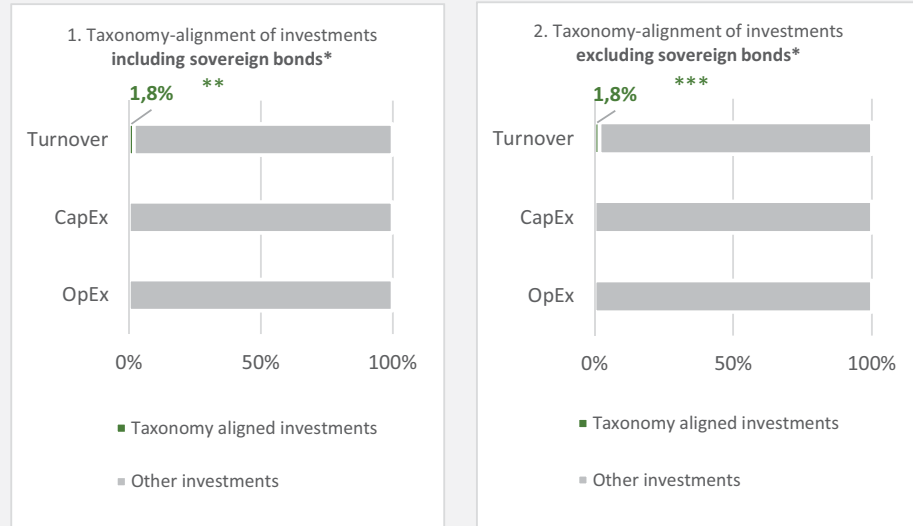 1. Taxonomy-alignment of investments
including sovereign bonds*
1,8% **
Turnover
CapEx
OpEx
0% 50% 100%
Taxonomy aligned investments
Other investments
2. Taxonomy-alignment of investments
excluding sovereign bonds*
1,8% ***
Turnover
CapEx
OpEx
0% 50% 100%
Taxonomy aligned investments
Other investments